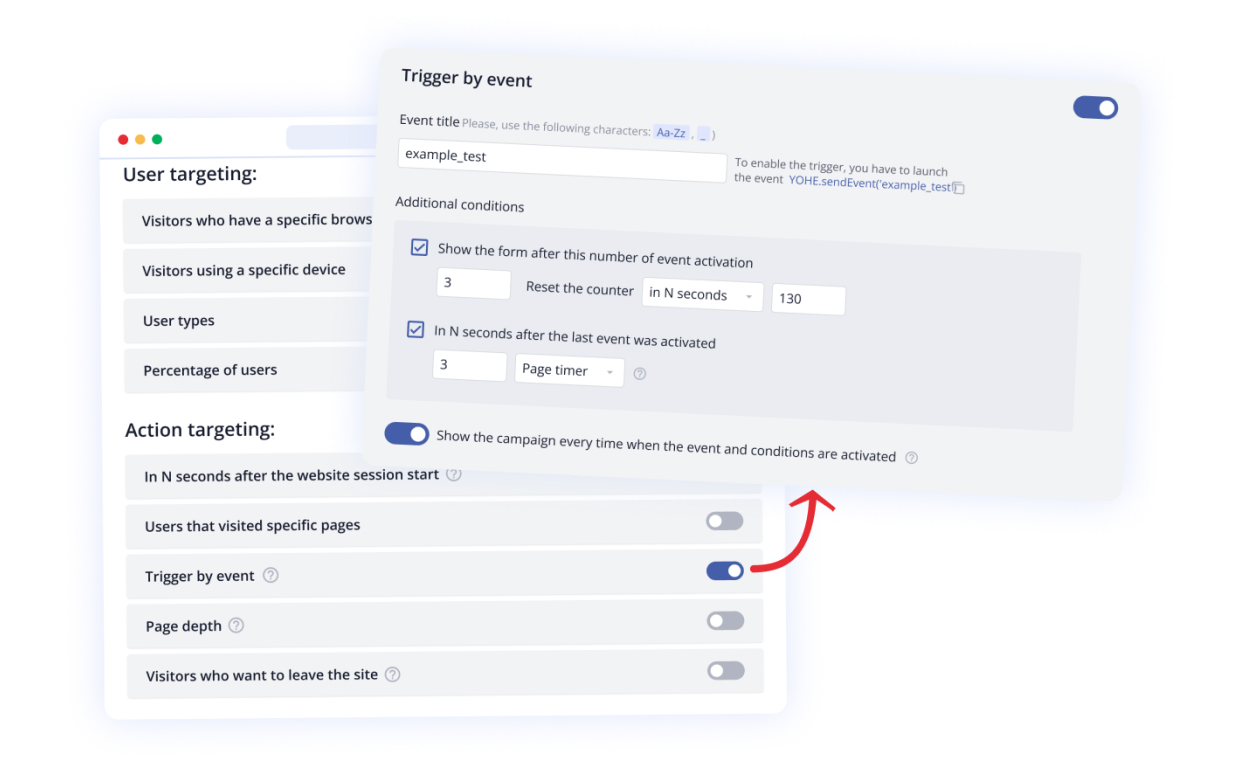 Trigger by event
Event title Please, use the following characters: Aa-Zz , _ )
example_test
To enable the trigger, you have to launch
the event YOHE.sendEvent('example_test')
Additional conditions
Show the form after this number of event activation
3 Reset the counter in N seconds 130
In N seconds after the last event was activated
3 Page timer ?
Show the campaign every time when the event and conditions are activated ?
User targeting:
Visitors who have a specific brows
Visitors using a specific device
User types
Percentage of users
Action targeting:
In N seconds after the website session start ?
Users that visited specific pages
Trigger by event ?
Page depth ?
Visitors who want to leave the site ?